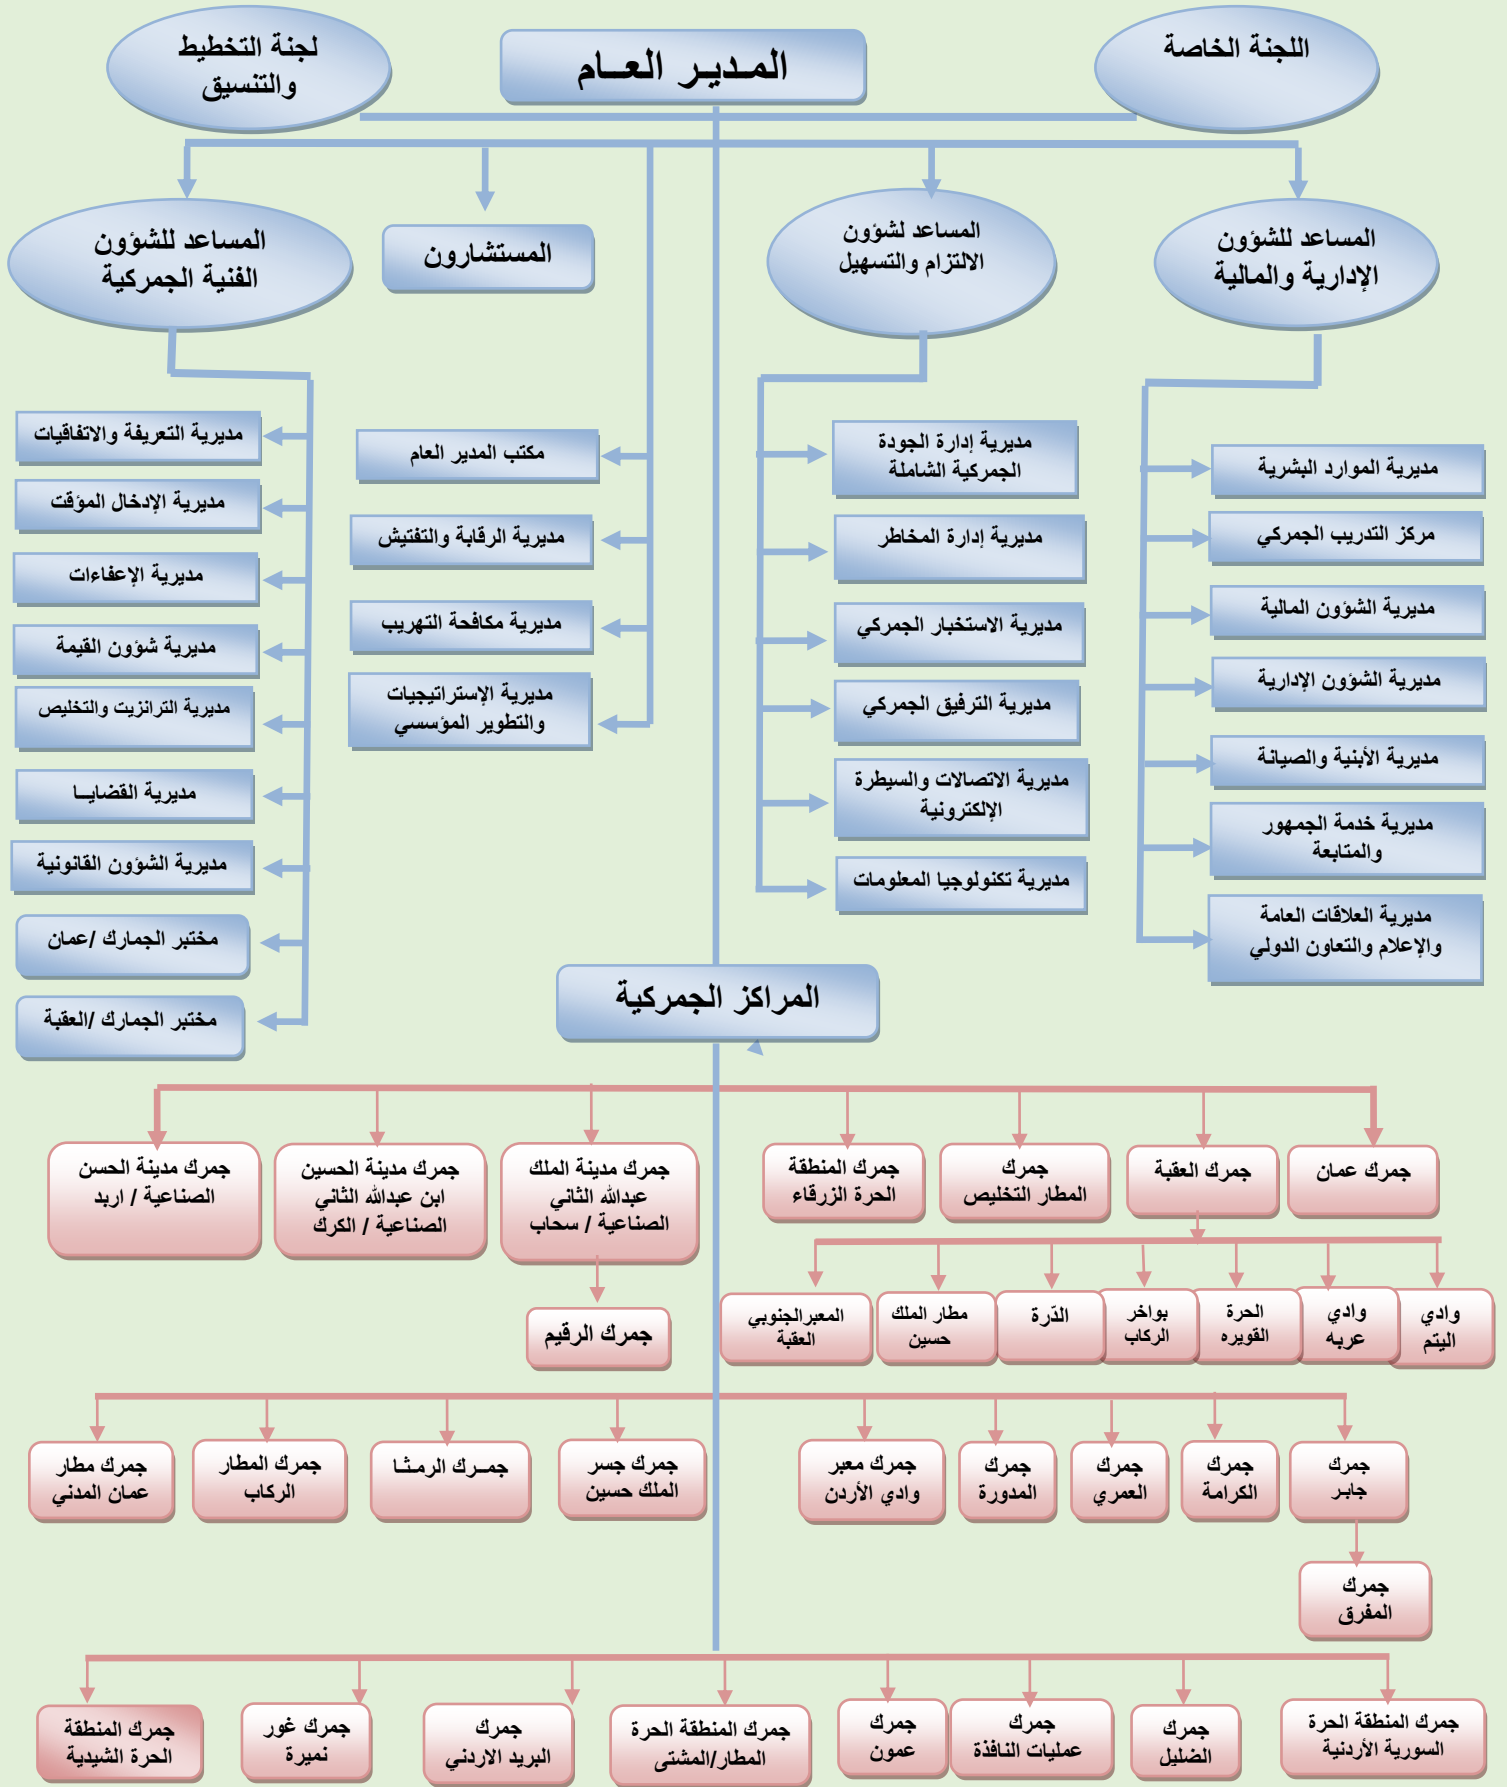 اللجنة الخاصة
المـديـر العــام
لجنة التخطيط
والتنسيق
المساعد للشؤون
الإدارية والمالية
المساعد لشؤون
الالتزام والتسهيل
المستشارون
المساعد للشؤون
الفنية الجمركية
مديرية الموارد البشرية
مركز التدريب الجمركي
مديرية الشؤون المالية
مديرية الشؤون الإدارية
مديرية الأبنية والصيانة
مديرية خدمة الجمهور
والمتابعة
مديرية العلاقات العامة
والإعلام والتعاون الدولي
مديرية إدارة الجودة
الجمركية الشاملة
مديرية إدارة المخاطر
مديرية الاستخبار الجمركي
مديرية الترفيق الجمركي
مديرية الاتصالات والسيطرة
الإلكترونية
مديرية تكنولوجيا المعلومات
مكتب المدير العام
مديرية الرقابة والتفتيش
مديرية مكافحة التهريب
مديرية الإستراتيجيات
والتطوير المؤسسي
مديرية التعريفة والاتفاقيات
مديرية الإدخال المؤقت
مديرية الإعفاءات
مديرية شؤون القيمة
مديرية الترانزيت والتخليص
مديرية القضايــا
مديرية الشؤون القانونية
مختبر الجمارك /عمان
مختبر الجمارك /العقبة
المراكز الجمركية
جمرك عمان
جمرك العقبة
جمرك
المطار التخليص
جمرك المنطقة
الحرة الزرقاء
جمرك مدينة الملك
عبدالله الثاني
الصناعية / سحاب
جمرك مدينة الحسين
ابن عبدالله الثاني
الصناعية / الكرك
جمرك مدينة الحسن
الصناعية / اربد
وادي
اليتم
وادي
عربه
الحرة
القويره
بواخر
الركاب
الدّرة
مطار الملك
حسين
المعبرالجنوبي
العقبة
جمرك الرقيم
جمرك
جابر
جمرك
الكرامة
جمرك
العمري
جمرك
المدورة
جمرك معبر
وادي الأردن
جمرك جسر
الملك حسين
جمــرك الرمـثـا
جمرك المطار
الركاب
جمرك مطار
عمان المدني
جمرك
المفرق
جمرك المنطقة الحرة
السورية الأردنية
جمرك
الضليل
جمرك
عمليات النافذة
جمرك
عمون
جمرك المنطقة الحرة
المطار/المشتى
جمرك
البريد الاردني
جمرك غور
نميرة
جمرك المنطقة
الحرة الشيدية